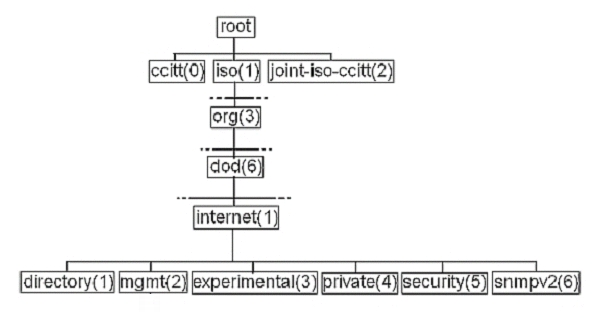 root
ccitt(0) iso(1) joint-iso-ccitt(2)
org(3)
dod(6)
internet(1)
directory(1) mgmt(2) experimental(3) private(4) security(5) snmpv2(6)